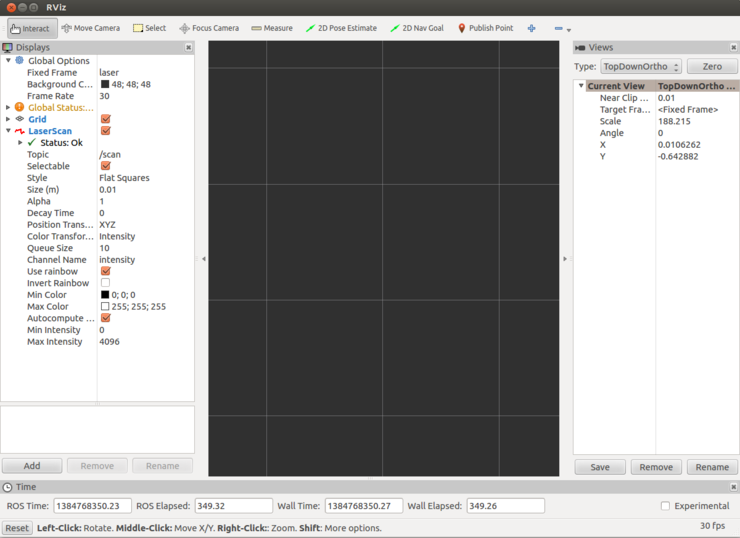 RViz
Interact Move Camera Select Focus Camera Measure 2D Pose Estimate 2D Nav Goal Publish Point
Displays
Global Options
Fixed Frame laser
Background C... 48; 48; 48
Frame Rate 30
Global Status:...
Grid
LaserScan
Status: Ok
Topic /scan
Selectable
Style Flat Squares
Size (m) 0.01
Alpha 1
Decay Time 0
Position Trans... XYZ
Color Transfor... Intensity
Queue Size 10
Channel Name intensity
Use rainbow
Invert Rainbow
Min Color 0; 0; 0
Max Color 255; 255; 255
Autocompute ...
Min Intensity 0
Max Intensity 4096
Add Remove Rename
Views
Type: TopDownOrtho Zero
Current View TopDownOrtho ...
Near Clip ... 0.01
Target Fra... <Fixed Frame>
Scale 188.215
Angle 0
X 0.0106262
Y -0.642882
Save Remove Rename
Time
ROS Time: 1384768350.23 ROS Elapsed: 349.32 Wall Time: 1384768350.27 Wall Elapsed: 349.26 Experimental
Reset Left-Click: Rotate. Middle-Click: Move X/Y. Right-Click:: Zoom. Shift: More options. 30 fps